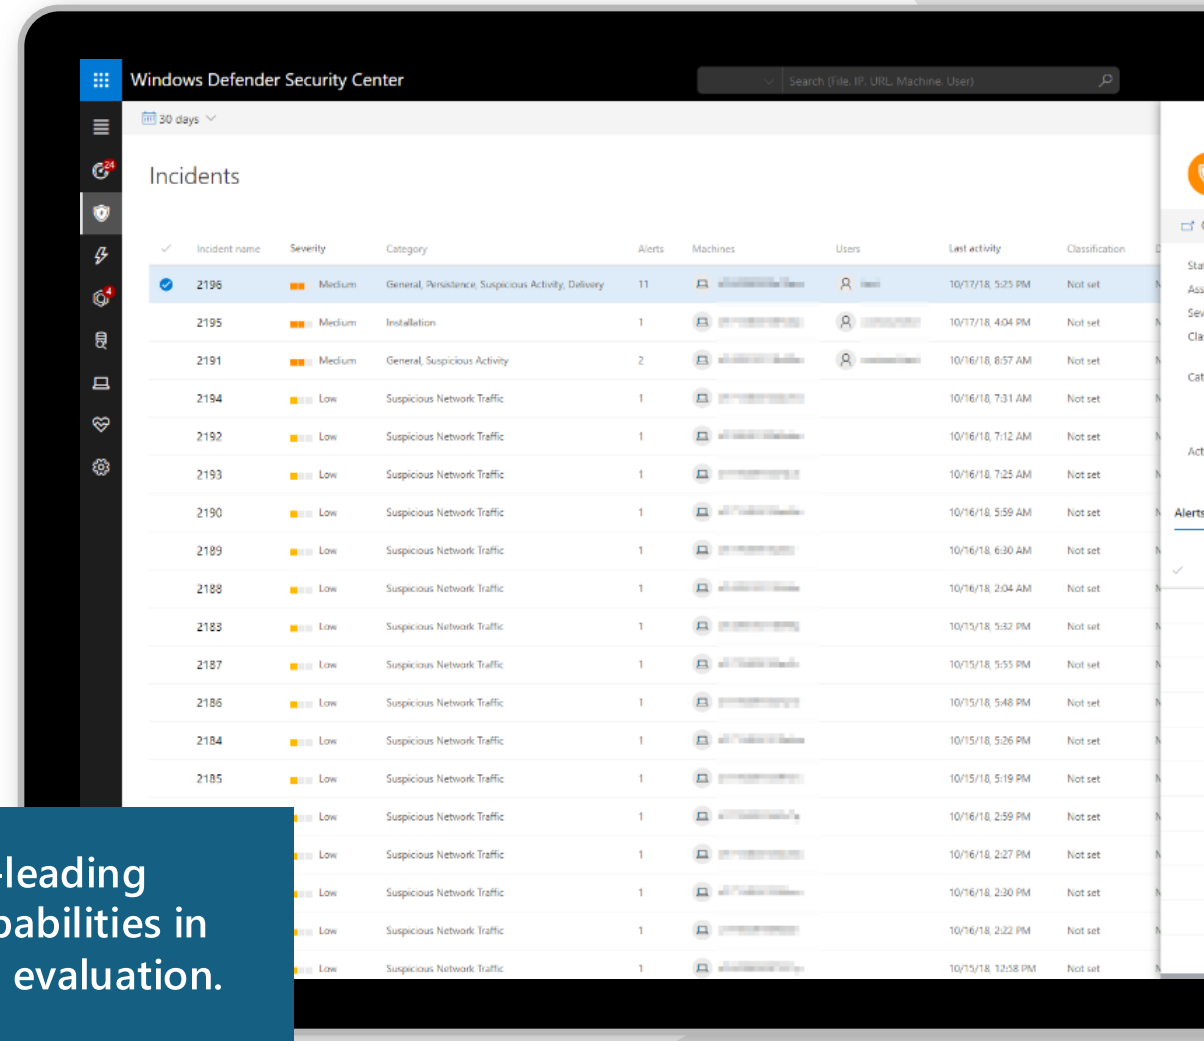 Windows Defender Security Center
Search (File, IP, URL, Machine, User)
30 days
24
Incidents
Incident name Severity Category Alerts Machines Users Last activity Classification
2196 Medium General, Persistence, Suspicious Activity, Delivery 11 10/17/18, 5:25 PM Not set
2195 Medium Installation 1 10/17/18, 4:04 PM Not set
4
2191 Medium General, Suspicious Activity 2 10/16/18, 8:57 AM Not set
2194 Low Suspicious Network Traffic 1 10/16/18, 7:31 AM Not set
2192 Low Suspicious Network Traffic 1 10/16/18, 7:12 AM Not set
2193 Low Suspicious Network Traffic 1 10/16/18, 7:25 AM Not set
2190 Low Suspicious Network Traffic 1 10/16/18, 5:59 AM Not set
2189 Low Suspicious Network Traffic 1 10/16/18, 6:30 AM Not set
2188 Low Suspicious Network Traffic 1 10/16/18, 2:04 AM Not set
2183 Low Suspicious Network Traffic 1 10/15/18, 5:32 PM Not set
2187 Low Suspicious Network Traffic 1 10/15/18, 5:55 PM Not set
2186 Low Suspicious Network Traffic 1 10/15/18, 5:48 PM Not set
2184 Low Suspicious Network Traffic 1 10/15/18, 5:26 PM Not set
2185 Low Suspicious Network Traffic 1 10/15/18, 5:19 PM Not set
Low Suspicious Network Traffic 1 10/16/18, 2:59 PM Not set
Low Suspicious Network Traffic 1 10/16/18, 2:27 PM Not set
Low Suspicious Network Traffic 1 10/16/18, 2:30 PM Not set
Low Suspicious Network Traffic 1 10/16/18, 2:22 PM Not set
Low Suspicious Network Traffic 1 10/15/18, 12:58 PM Not set
Sta
Ass
Sev
Cla
Cat
Act
Alerts
-leading
pabilities in
evaluation.